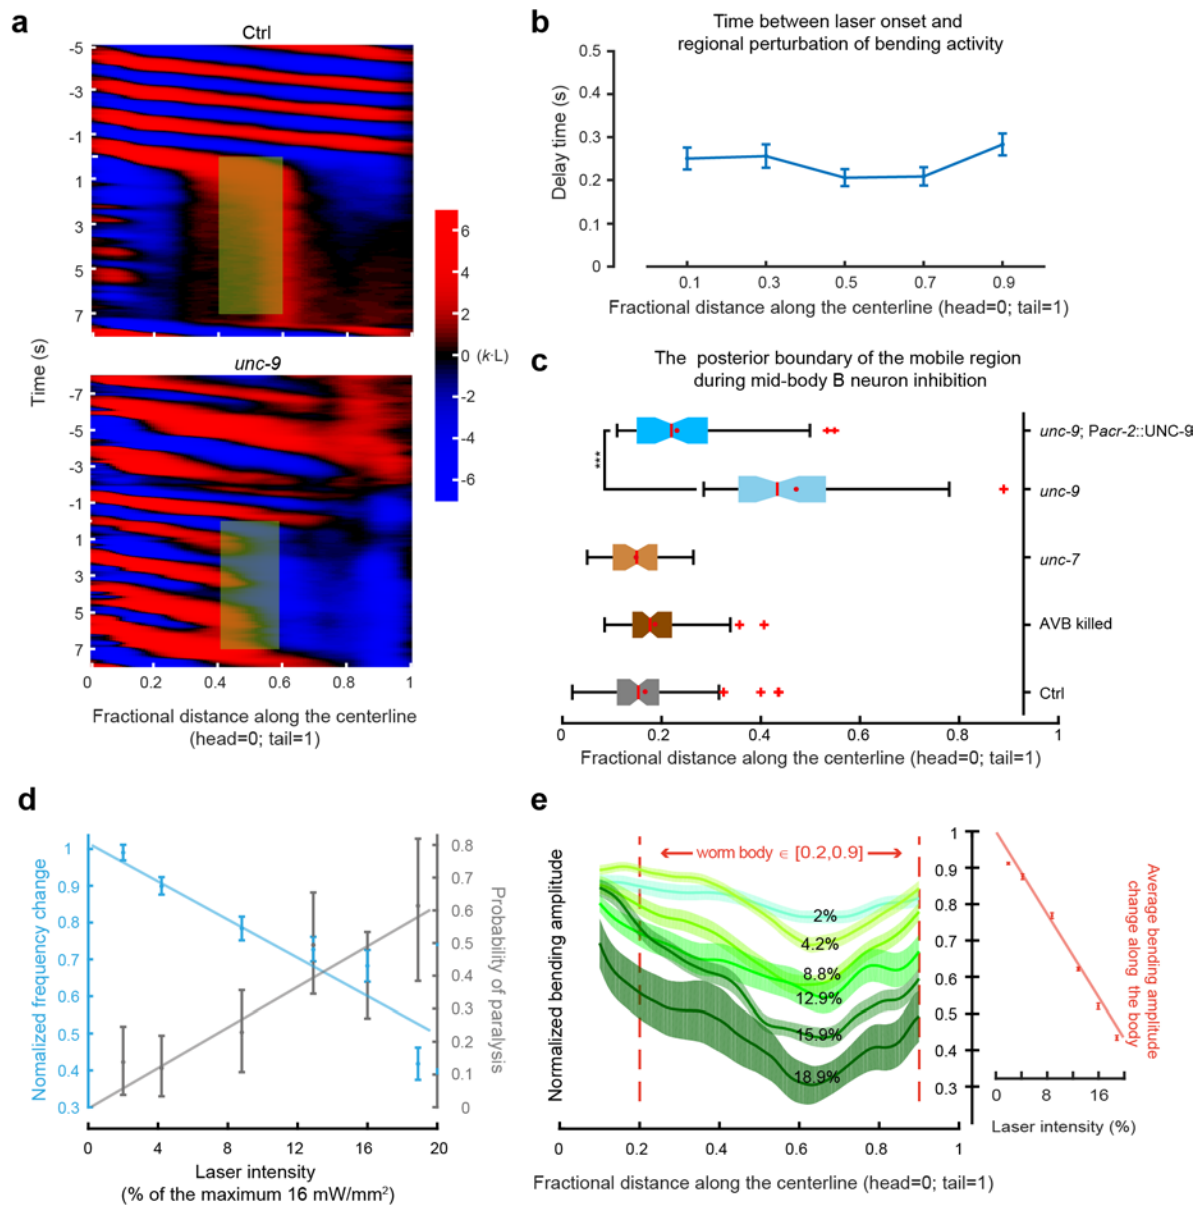 a
Ctrl
-5
-3
-1
1
3
5
7
Time (s)
unc-9
-7
-5
-3
-1
1
3
5
7
0
0.2
0.4
0.6
0.8
1
Fractional distance along the centerline
(head=0; tail=1)
6
4
2
0 (k·L)
-2
-4
-6
b
Time between laser onset and
regional perturbation of bending activity
Delay time (s)
0.5
0.4
0.3
0.2
0.1
0
0.1
0.3
0.5
0.7
0.9
Fractional distance along the centerline (head=0; tail=1)
c
The posterior boundary of the mobile region
during mid-body B neuron inhibition
***
unc-9; Pacr-2::UNC-9
unc-9
unc-7
AVB killed
Ctrl
0
0.2
0.4
0.6
0.8
1
Fractional distance along the centerline (head=0; tail=1)
d
Nomalized frequency change
1
0.9
0.8
0.7
0.6
0.5
0.4
0.3
0.8
0.7
0.6
0.5
0.4
0.3
0.2
0.1
0
Probability of paralysis
0
4
8
12
16
20
Laser intensity
(% of the maximum 16 mW/mm²)
e
Normalized bending amplitude
worm body ∈ [0.2,0.9]
2%
4.2%
8.8%
12.9%
15.9%
18.9%
0
0.2
0.4
0.6
0.8
1
Fractional distance along the centerline (head=0; tail=1)
1
0.9
0.8
0.7
0.6
0.5
0.4
0.3
0
8
16
Laser intensity (%)
Average bending amplitude
change along the body